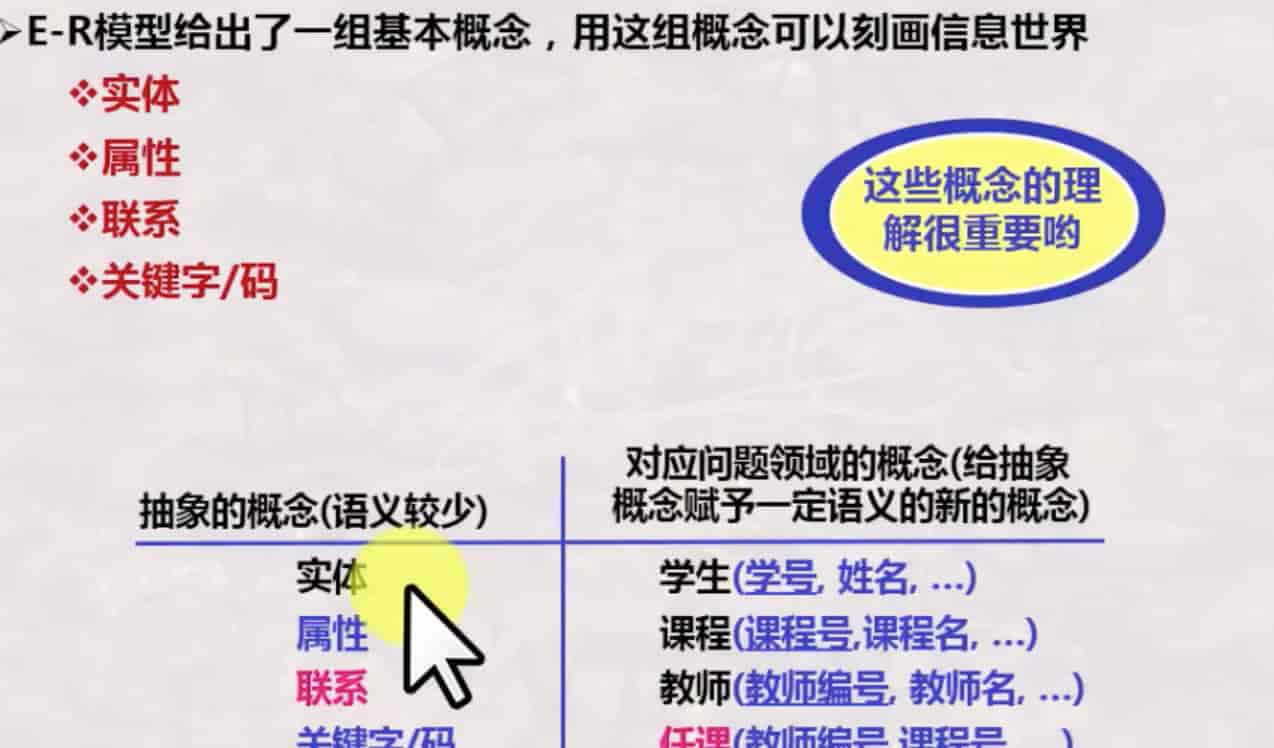 ➢E-R模型给出了一组基本概念，用这组概念可以刻画信息世界
❖实体
❖属性
❖联系
❖关键字/码
这些概念的理
解很重要哟
对应问题领域的概念(给抽象
概念赋予一定语义的新的概念)
抽象的概念(语义较少)
实体
学生(学号, 姓名, …)
属性
课程(课程号,课程名, …)
联系
教师(教师编号, 教师名, …)
关键字/码
任课(教师编号,课程号, …)